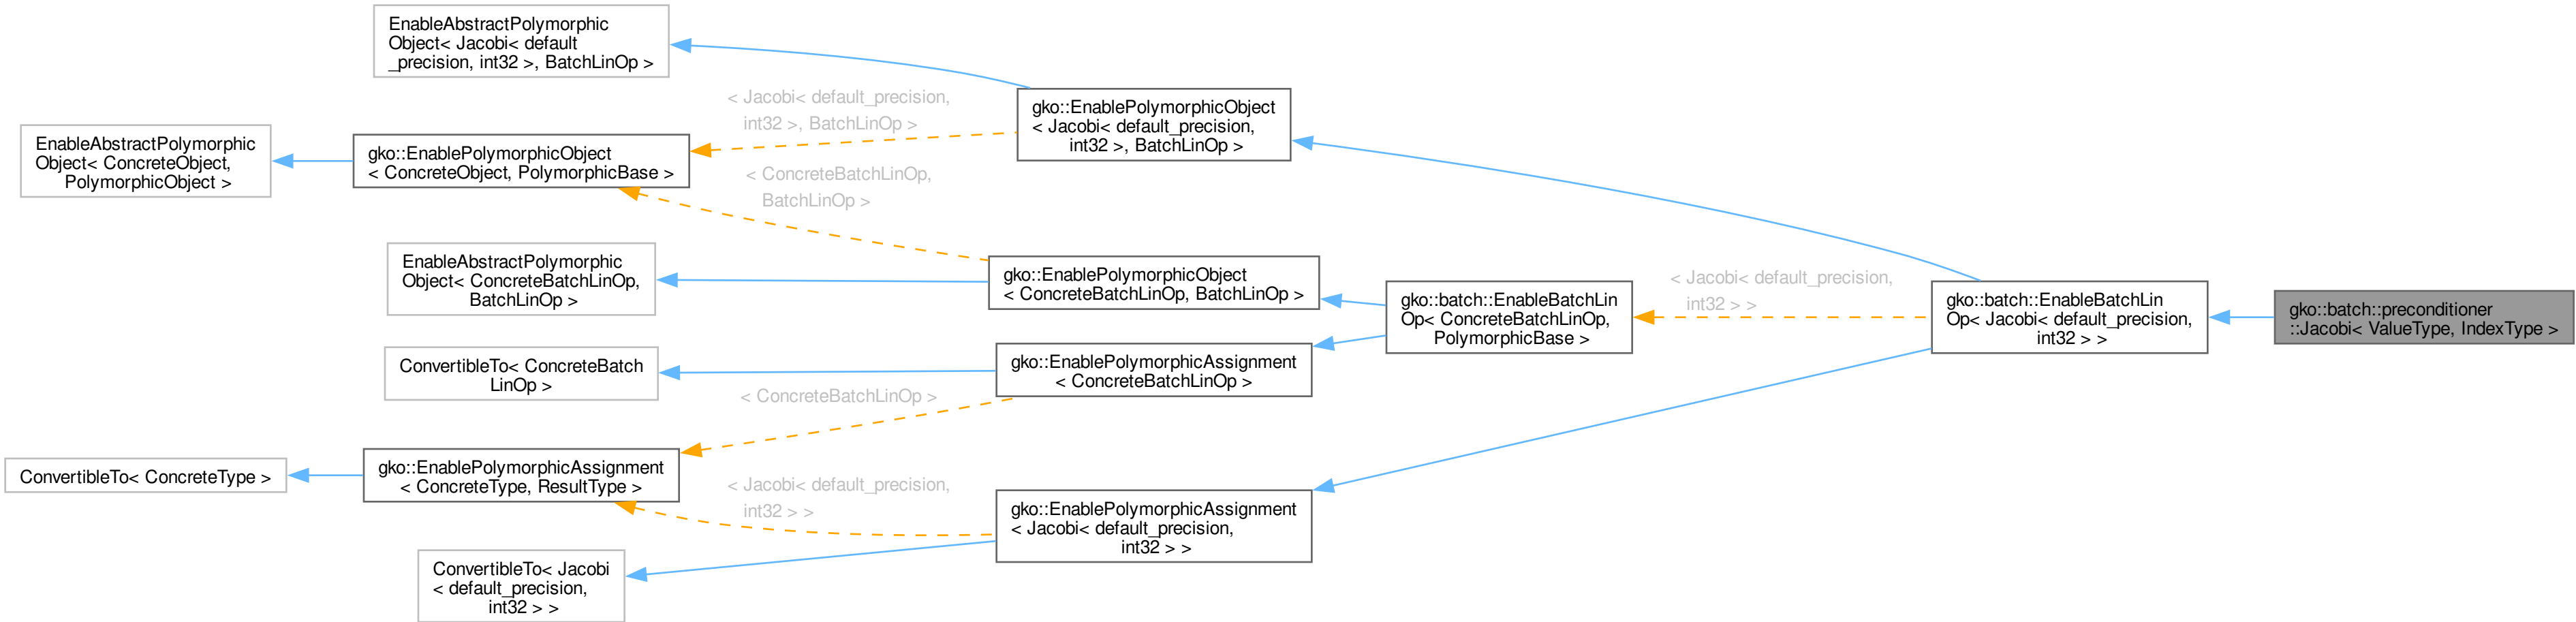 EnableAbstractPolymorphic
Object< Jacobi< default
_precision, int32 >, BatchLinOp >
EnableAbstractPolymorphic
Object< ConcreteObject,
PolymorphicObject >
gko::EnablePolymorphicObject
< ConcreteObject, PolymorphicBase >
< Jacobi< default_precision,
int32 >, BatchLinOp >
< ConcreteBatchLinOp,
BatchLinOp >
gko::EnablePolymorphicObject
< Jacobi< default_precision,
int32 >, BatchLinOp >
EnableAbstractPolymorphic
Object< ConcreteBatchLinOp,
BatchLinOp >
gko::EnablePolymorphicObject
< ConcreteBatchLinOp, BatchLinOp >
ConvertibleTo< ConcreteBatch
LinOp >
gko::EnablePolymorphicAssignment
< ConcreteBatchLinOp >
< ConcreteBatchLinOp >
gko::batch::EnableBatchLin
Op< ConcreteBatchLinOp,
PolymorphicBase >
< Jacobi< default_precision,
int32 > >
gko::batch::EnableBatchLin
Op< Jacobi< default_precision,
int32 > >
gko::batch::preconditioner
::Jacobi< ValueType, IndexType >
ConvertibleTo< ConcreteType >
gko::EnablePolymorphicAssignment
< ConcreteType, ResultType >
< Jacobi< default_precision,
int32 > >
gko::EnablePolymorphicAssignment
< Jacobi< default_precision,
int32 > >
ConvertibleTo< Jacobi
< default_precision,
int32 > >